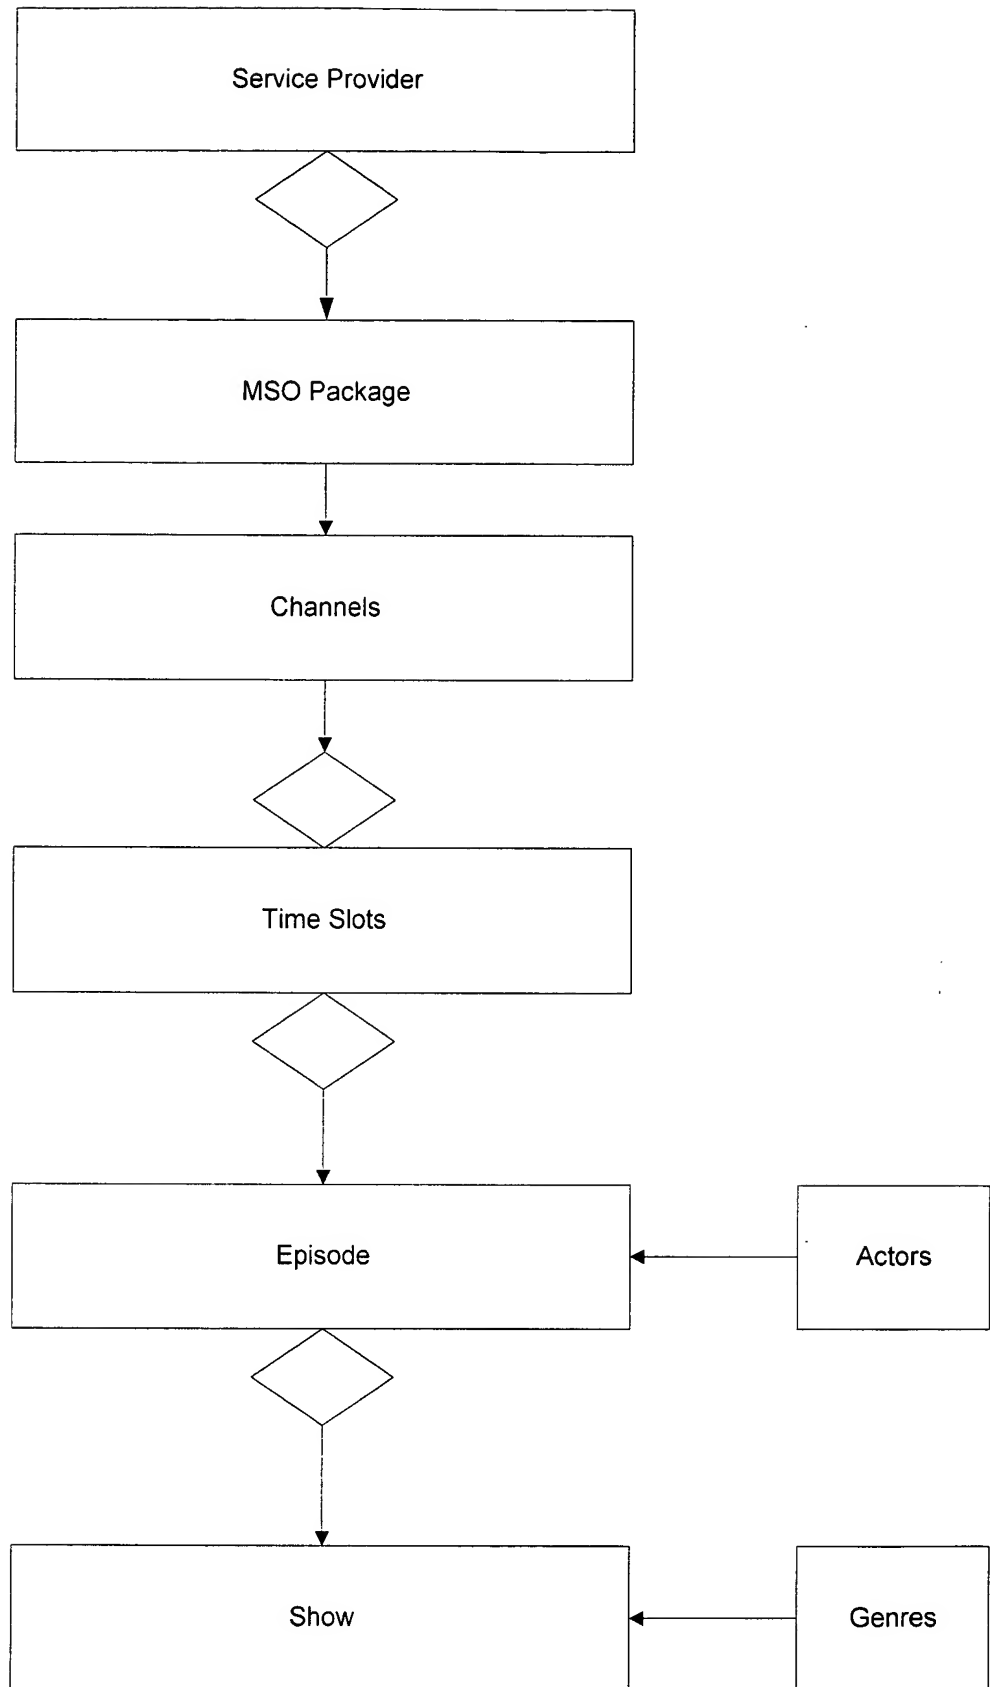 Service Provider
MSO Package
Channels
Time Slots
Episode
Actors
Show
Genres